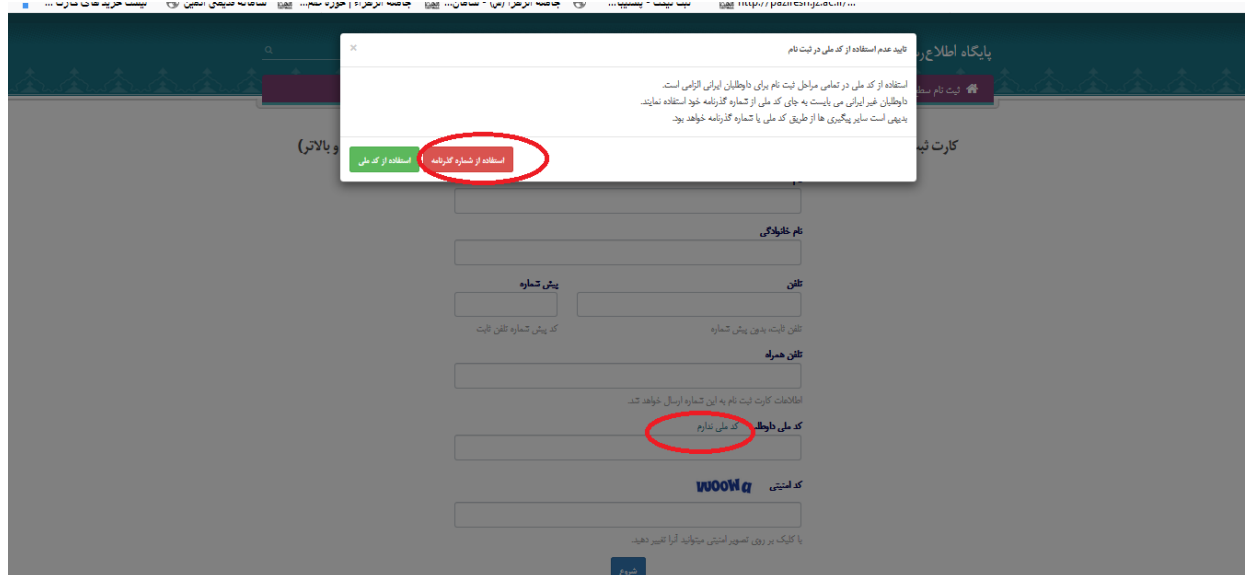 http://paziresh.jz.ac.ir/...
پایگاه اطلاع
ثبت نام
تایید عدم استفاده از کد ملی در ثبت نام
×
استفاده از کد ملی در تمامی مراحل ثبت نام برای داوطلبان ایرانی الزامی است.
داوطلبان غیر ایرانی می بایست به جای کد ملی از شماره گذرنامه خود استفاده نمایند.
بدیهی است سایر پیگیری ها از طریق کد ملی یا شماره گذرنامه خواهد بود.
استفاده از شماره گذرنامه
استفاده از کد ملی
کارت
و بالاتر)
نام خانوادگی
تلفن
پیش شماره
تلفن ثابت، بدون پیش شماره
کد پیش شماره تلفن ثابت
تلفن همراه
اطلاعات کارت ثبت نام به این شماره ارسال خواهد شد.
کد ملی داوطلب
کد ملی ندارم
کد امنیتی
با کلیک بر روی تصویر امنیتی میتوانید آنرا تغییر دهید.
شروع